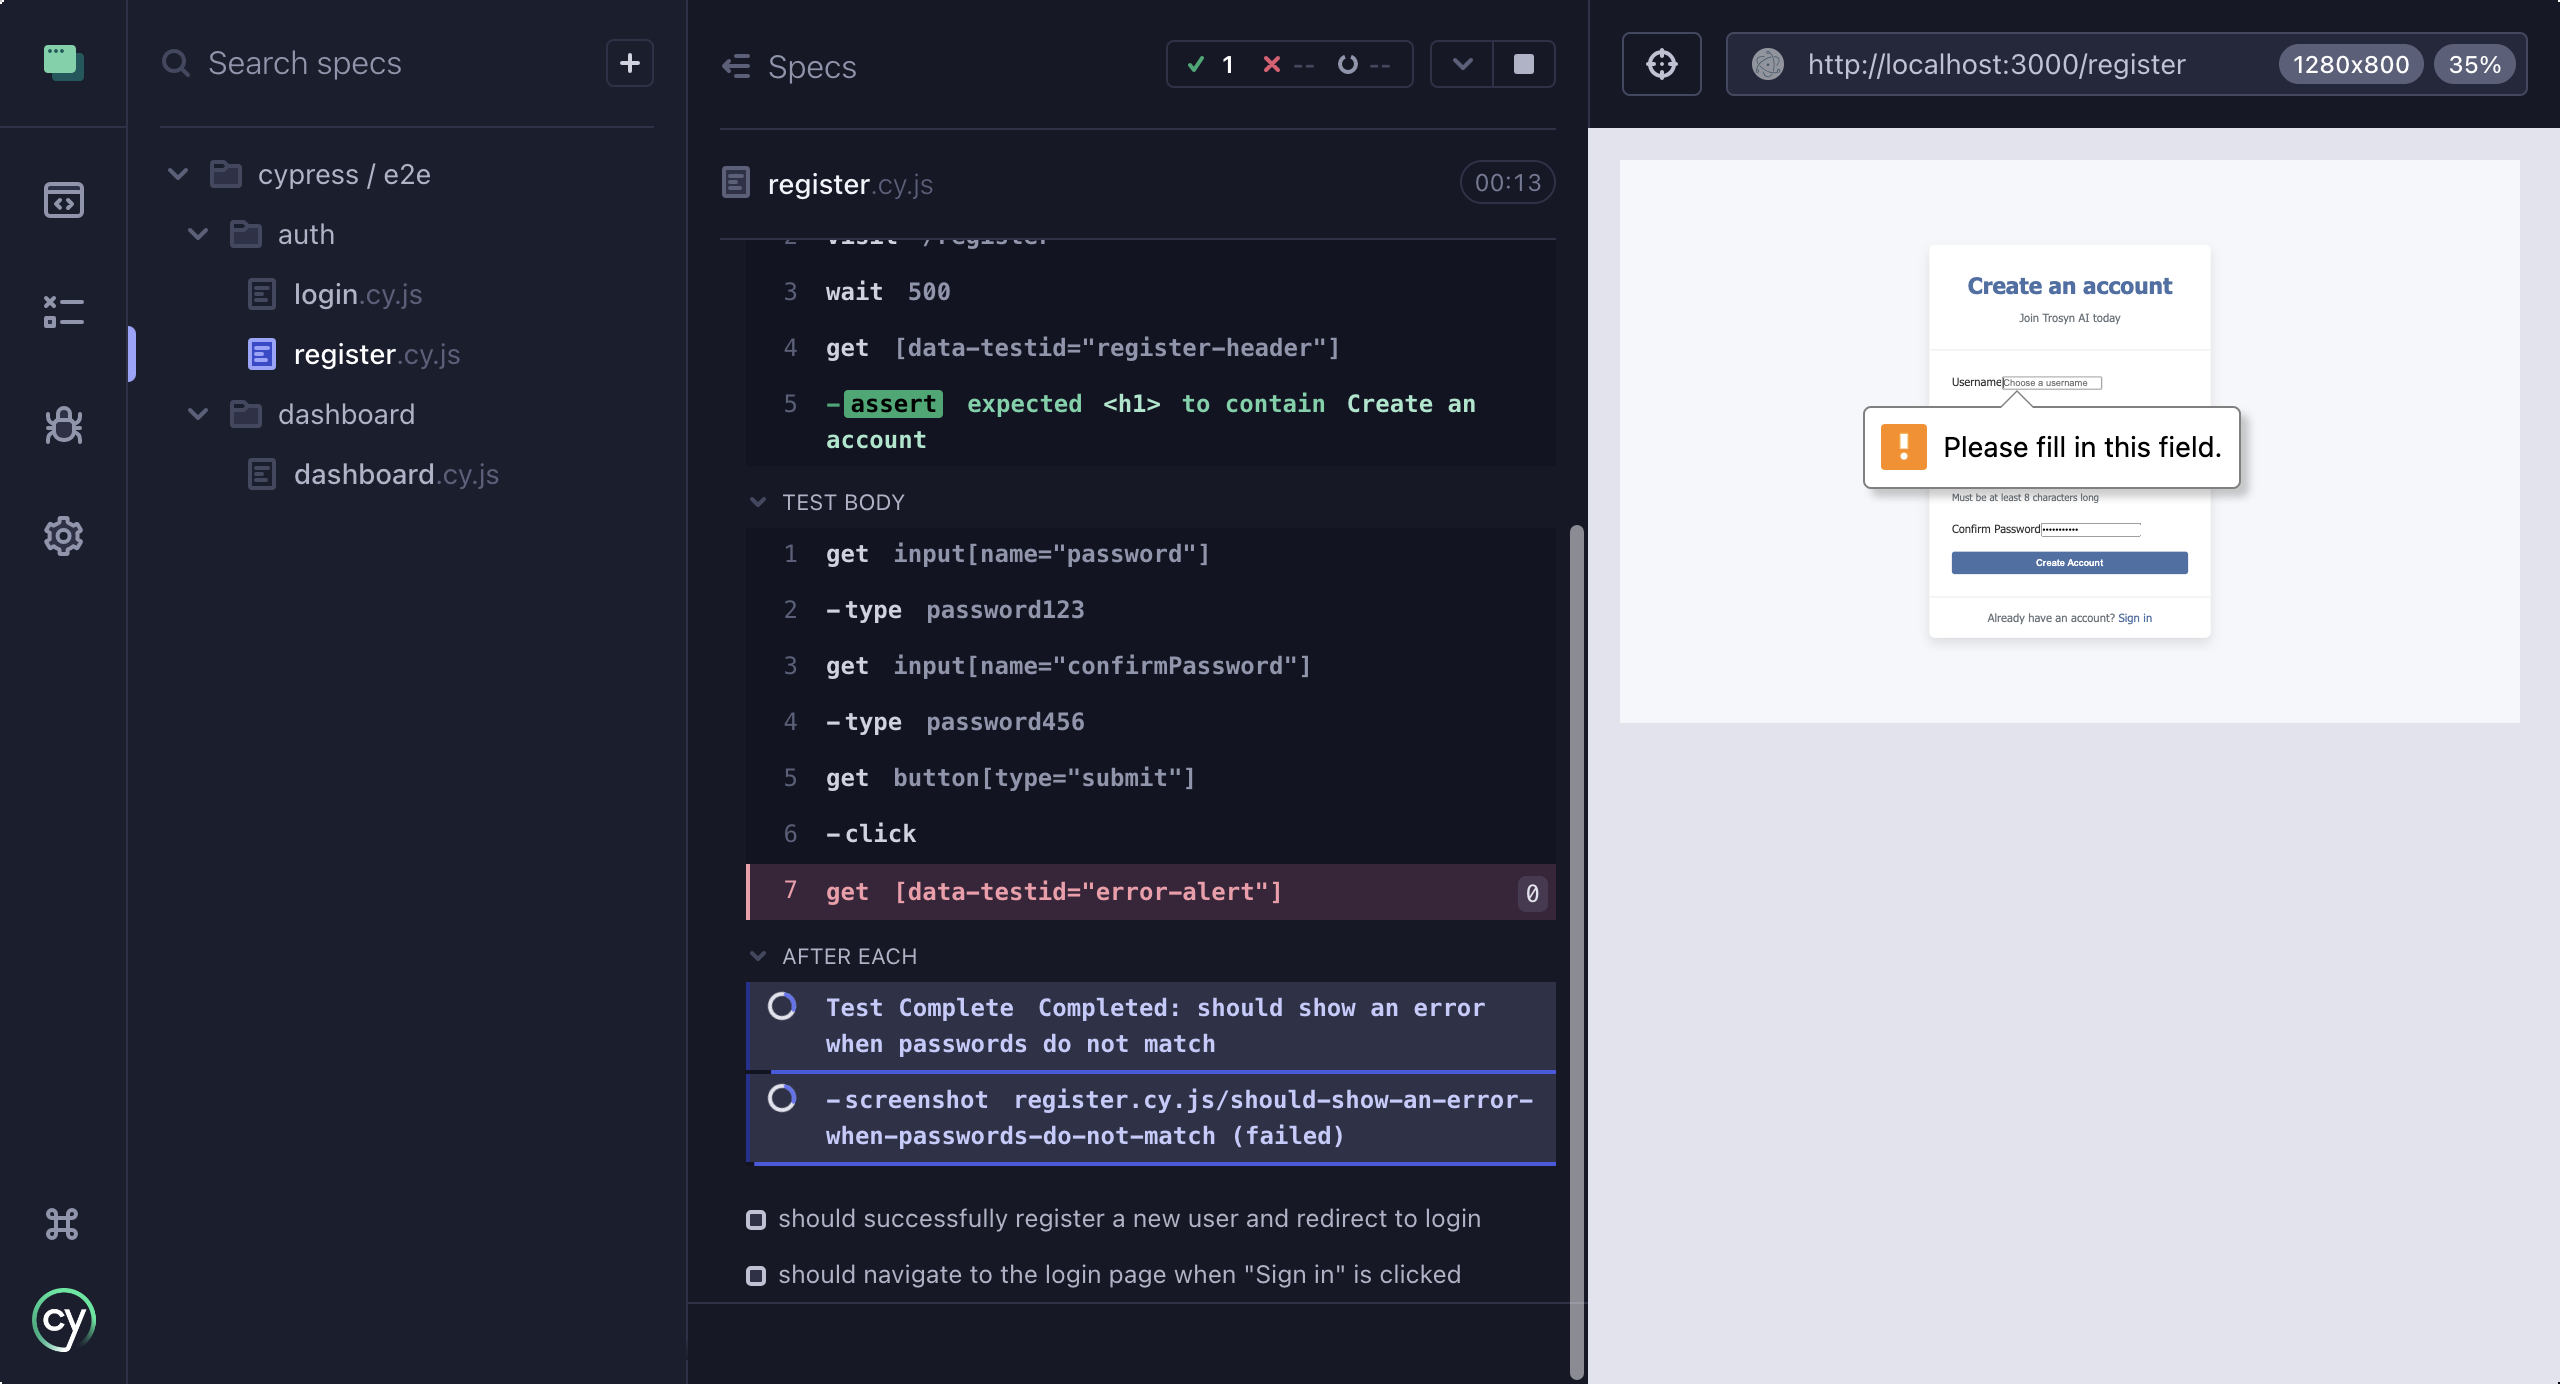 Search specs
+
cypress / e2e
auth
login.cy.js
register.cy.js
dashboard
dashboard.cy.js
cy
Specs
1 -- --
register.cy.js
00:13
2 visit /register
3 wait 500
4 get [data-testid="register-header"]
5 -assert expected <h1> to contain Create an
account
TEST BODY
1 get input[name="password"]
2 -type password123
3 get input[name="confirmPassword"]
4 -type password456
5 get button[type="submit"]
6 -click
7 get [data-testid="error-alert"] 0
AFTER EACH
Test Complete Completed: should show an error
when passwords do not match
-screenshot register.cy.js/should-show-an-error-
when-passwords-do-not-match (failed)
should successfully register a new user and redirect to login
should navigate to the login page when "Sign in" is clicked
http://localhost:3000/register 1280x800 35%
Create an account
Join Trosyn AI today
Username Choose a username
Please fill in this field.
Must be at least 8 characters long
Confirm Password •••••••••••
Create Account
Already have an account? Sign in